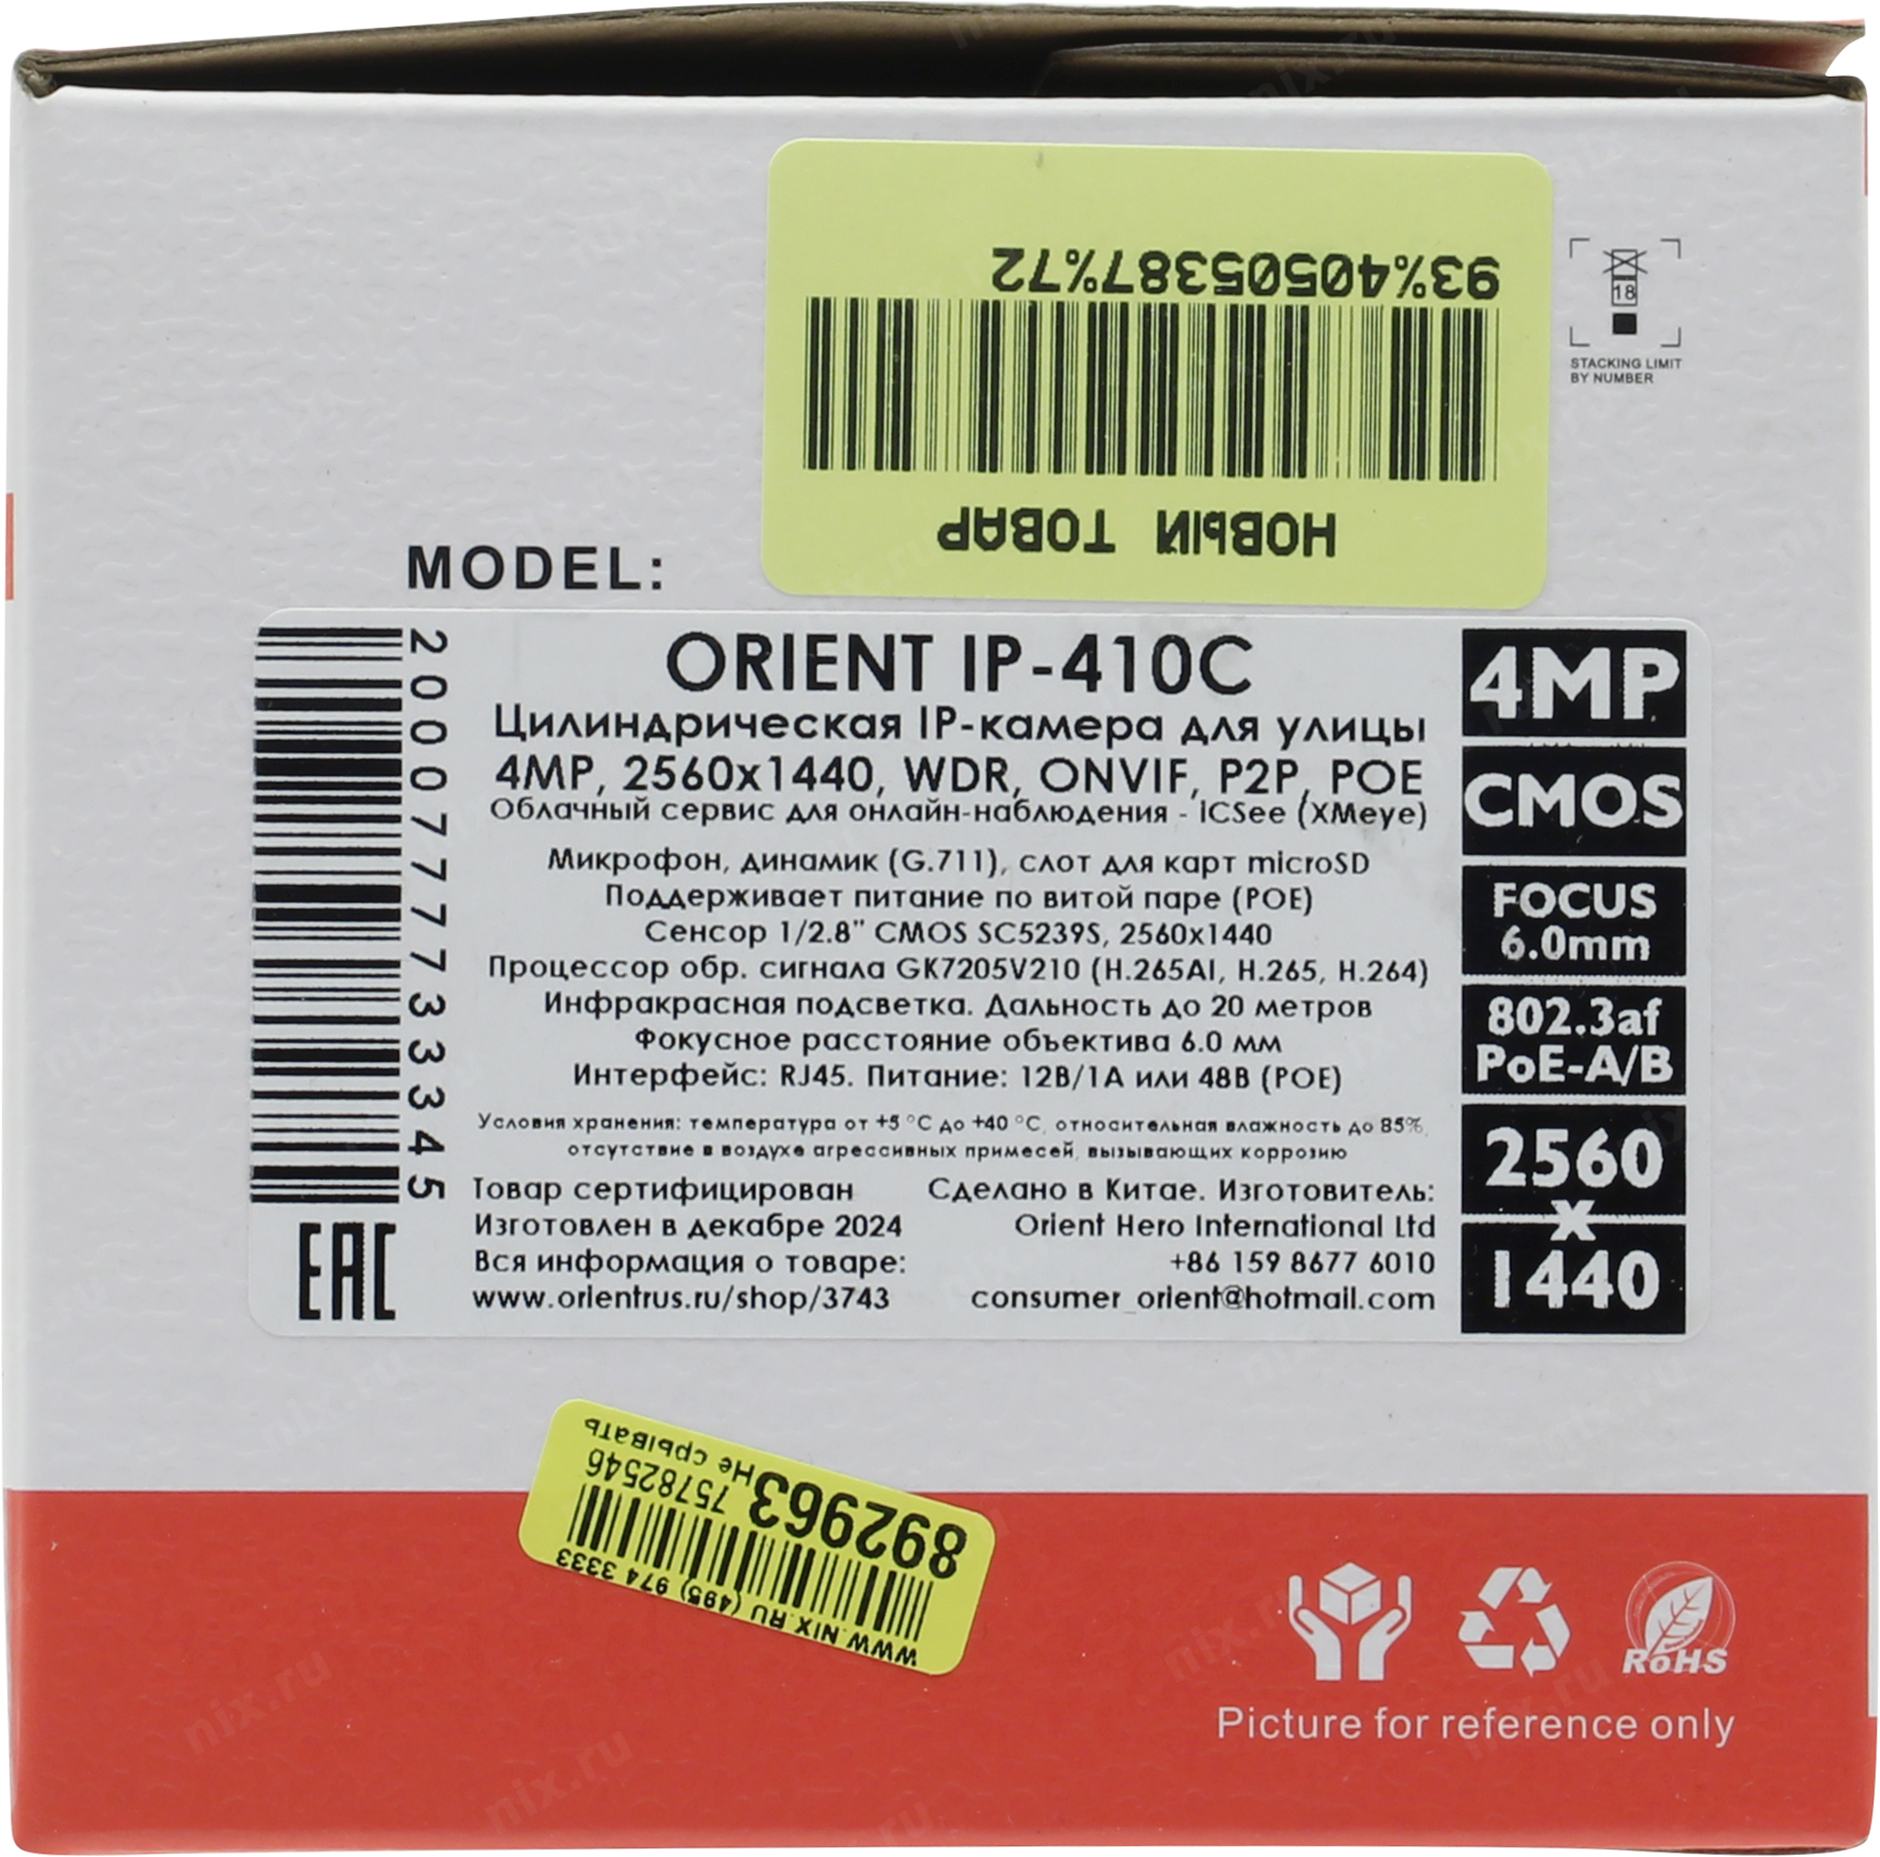 93%40505387%72
НОВЫЙ ТОВАР
18
STACKING LIMIT
BY NUMBER
MODEL:
2000777733345
ORIENT IP-410C
Цилиндрическая IP-камера для улицы
4MP, 2560x1440, WDR, ONVIF, P2P, POE
Облачный сервис для онлайн-наблюдения - iCSee (XMeye)
Микрофон, динамик (G.711), слот для карт microSD
Поддерживает питание по витой паре (POE)
Сенсор 1/2.8" CMOS SC5239S, 2560x1440
Процессор обр. сигнала GK7205V210 (H.265AI, H.265, H.264)
Инфракрасная подсветка. Дальность до 20 метров
Фокусное расстояние объектива 6.0 мм
Интерфейс: RJ45. Питание: 12В/1А или 48В (POE)
Условия хранения: температура от +5 °C до +40 °C, относительная влажность до 85%,
отсутствие в воздухе агрессивных примесей, вызывающих коррозию
Товар сертифицирован
Изготовлен в декабре 2024
Вся информация о товаре:
www.orientrus.ru/shop/3743
Сделано в Китае. Изготовитель:
Orient Hero International Ltd
+86 159 8677 6010
consumer_orient@hotmail.com
EAC
4MP
CMOS
FOCUS
6.0mm
802.3af
PoE-A/B
2560
x
1440
WWW.NIX.RU (495) 974 3333
892963
75782546
Не срывать
RoHS
Picture for reference only
nix.ru